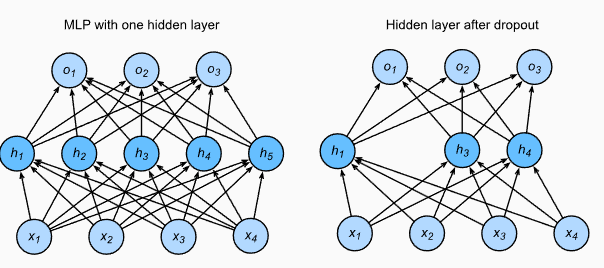 MLP with one hidden layer
Hidden layer after dropout
o1 o2 o3
o1 o2 o3
h1 h2 h3 h4 h5
h1 h3 h4
x1 x2 x3 x4
x1 x2 x3 x4